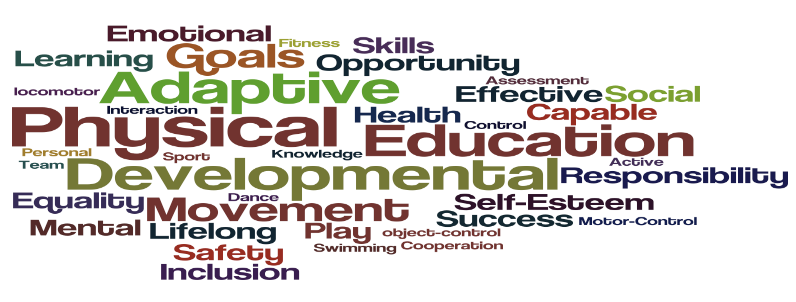 Emotional
Fitness
Skills
Learning
Goals
Opportunity
Assessment
locomotor
Adaptive
Effective
Social
Interaction
Health
Capable
Physical
Control
Education
Personal
Sport
Knowledge
Team
Developmental
Active
Responsibility
Equality
Dance
Movement
Self-Esteem
Success
Motor-Control
Mental
Lifelong
Play
object-control
Safety
Swimming
Cooperation
Inclusion